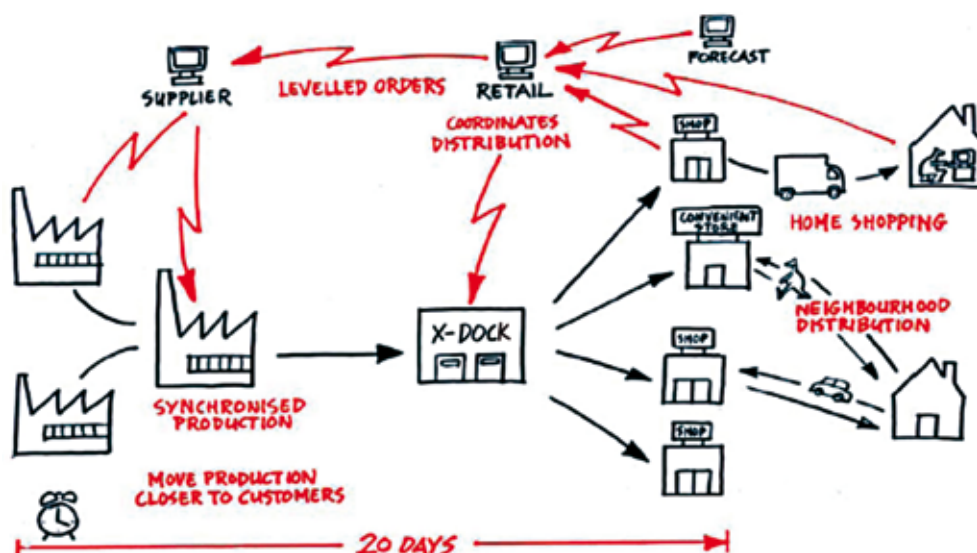 FORECAST
SUPPLIER
LEVELLED ORDERS
RETAIL
COORDINATES
DISTRIBUTION
SHOP
HOME SHOPPING
CONVENIENT
STORE
NEIGHBOURHOOD
DISTRIBUTION
X-DOCK
SHOP
SYNCHRONISED
PRODUCTION
SHOP
MOVE PRODUCTION
CLOSER TO CUSTOMERS
20 DAYS